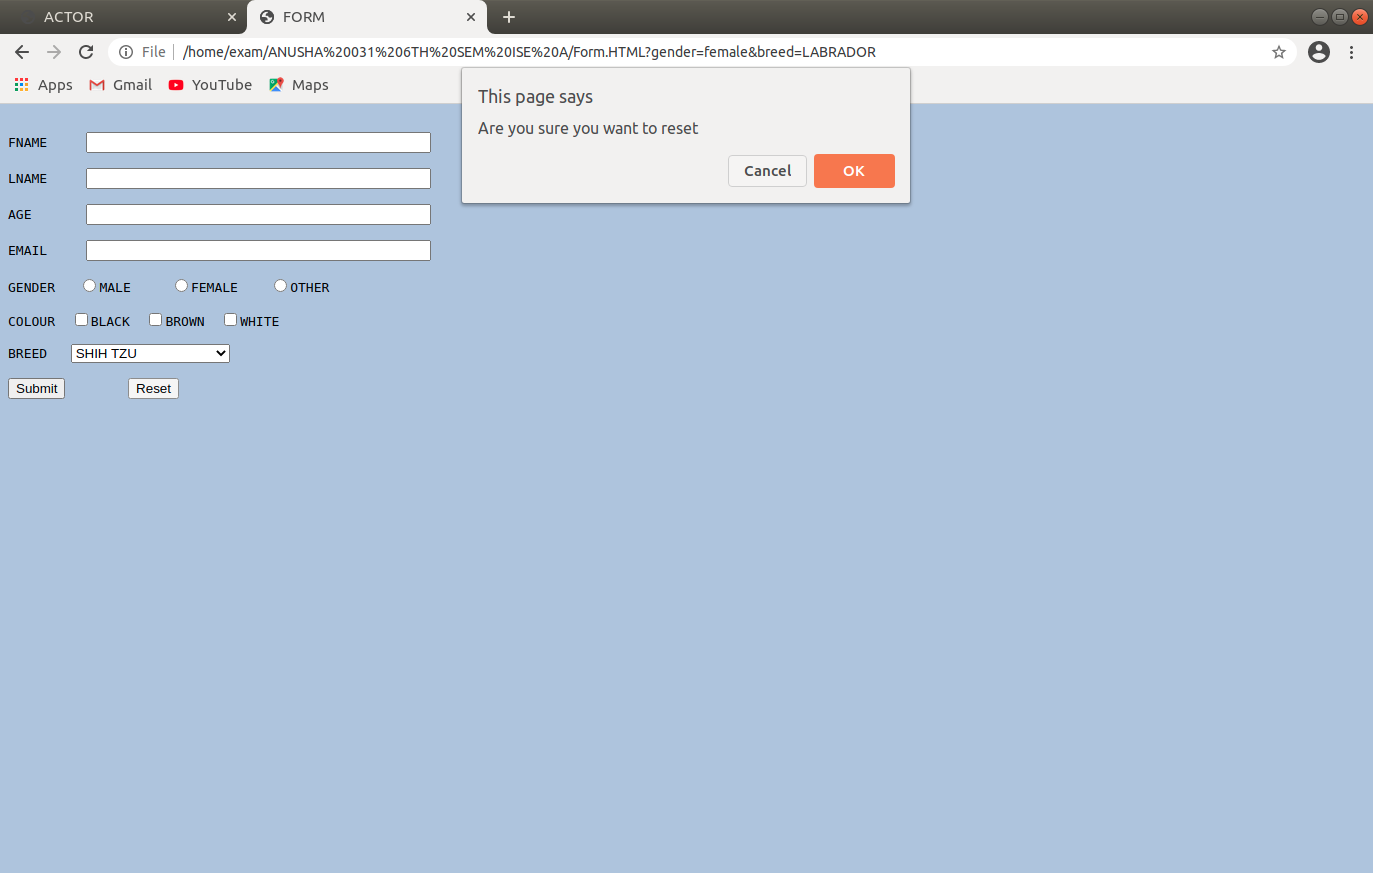 ACTOR
FORM
File
/home/exam/ANUSHA%20031%206TH%20SEM%20ISE%20A/Form.HTML?gender=female&breed=LABRADOR
Apps Gmail YouTube Maps
This page says
Are you sure you want to reset
Cancel OK
FNAME
LNAME
AGE
EMAIL
GENDER MALE FEMALE OTHER
COLOUR BLACK BROWN WHITE
BREED SHIH TZU
Submit Reset